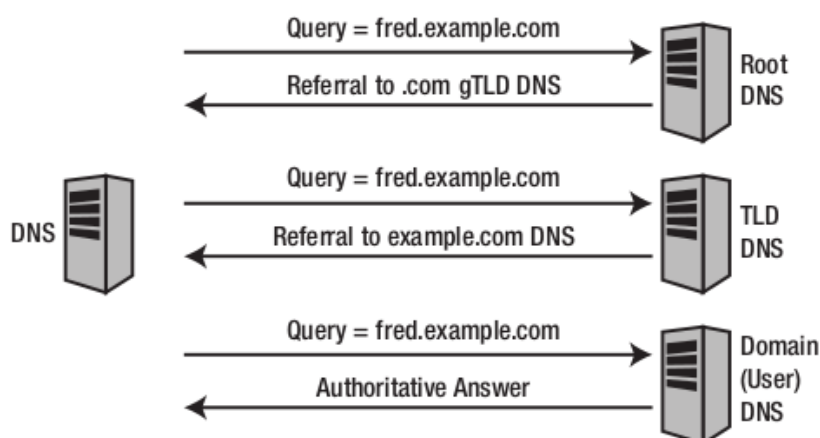 Query = fred.example.com
Root
DNS
Referral to .com gTLD DNS
Query = fred.example.com
DNS
TLD
DNS
Referral to example.com DNS
Query = fred.example.com
Domain
(User)
DNS
Authoritative Answer